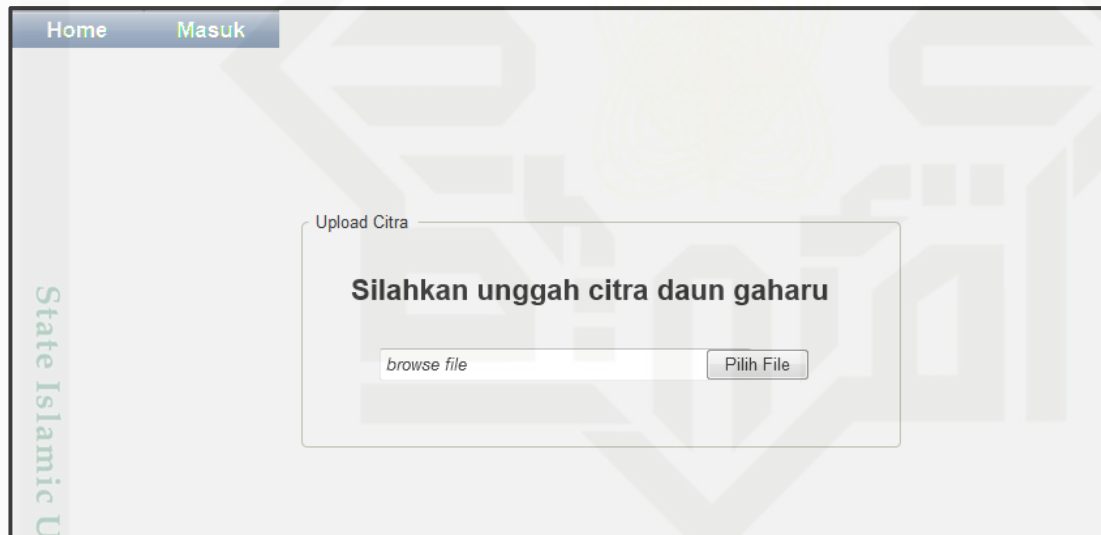 Home Masuk
Upload Citra
Silahkan unggah citra daun gaharu
browse file Pilih File
State Islamic U